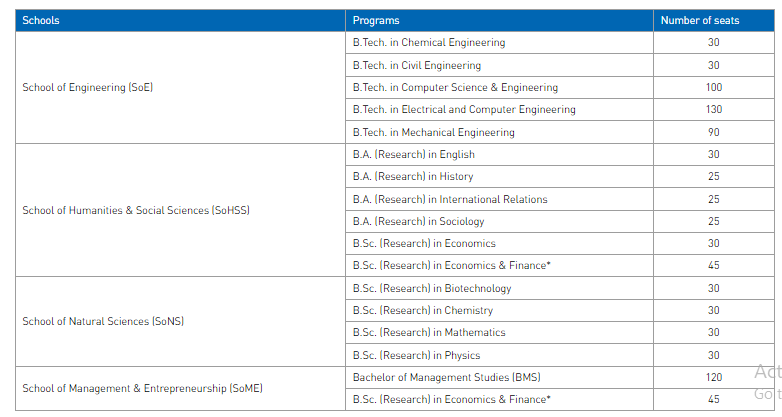 Schools Programs Number of seats
School of Engineering (SoE)
B.Tech. in Chemical Engineering 30
B.Tech. in Civil Engineering 30
B.Tech. in Computer Science & Engineering 100
B.Tech. in Electrical and Computer Engineering 130
B.Tech. in Mechanical Engineering 90
School of Humanities & Social Sciences (SoHSS)
B.A. (Research) in English 30
B.A. (Research) in History 25
B.A. (Research) in International Relations 25
B.A. (Research) in Sociology 25
B.Sc. (Research) in Economics 30
B.Sc. (Research) in Economics & Finance* 45
School of Natural Sciences (SoNS)
B.Sc. (Research) in Biotechnology 30
B.Sc. (Research) in Chemistry 30
B.Sc. (Research) in Mathematics 30
B.Sc. (Research) in Physics 30
School of Management & Entrepreneurship (SoME)
Bachelor of Management Studies (BMS) 120
B.Sc. (Research) in Economics & Finance* 45
Act
Go t